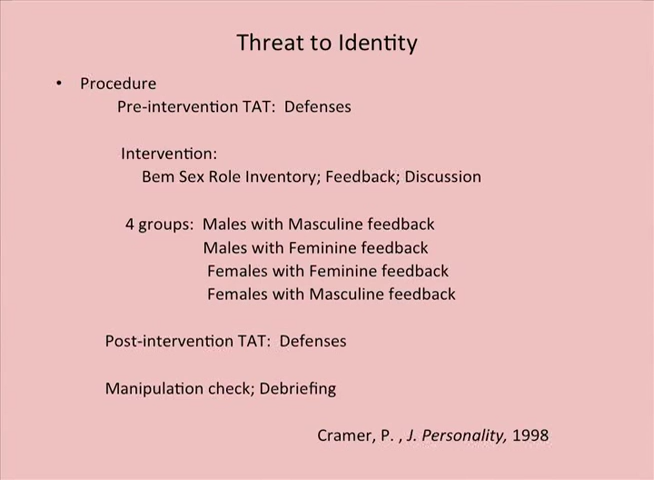 Threat to Identity
• Procedure
Pre-intervention TAT: Defenses
Intervention:
Bem Sex Role Inventory; Feedback; Discussion
4 groups: Males with Masculine feedback
Males with Feminine feedback
Females with Feminine feedback
Females with Masculine feedback
Post-intervention TAT: Defenses
Manipulation check; Debriefing
Cramer, P. , J. Personality, 1998